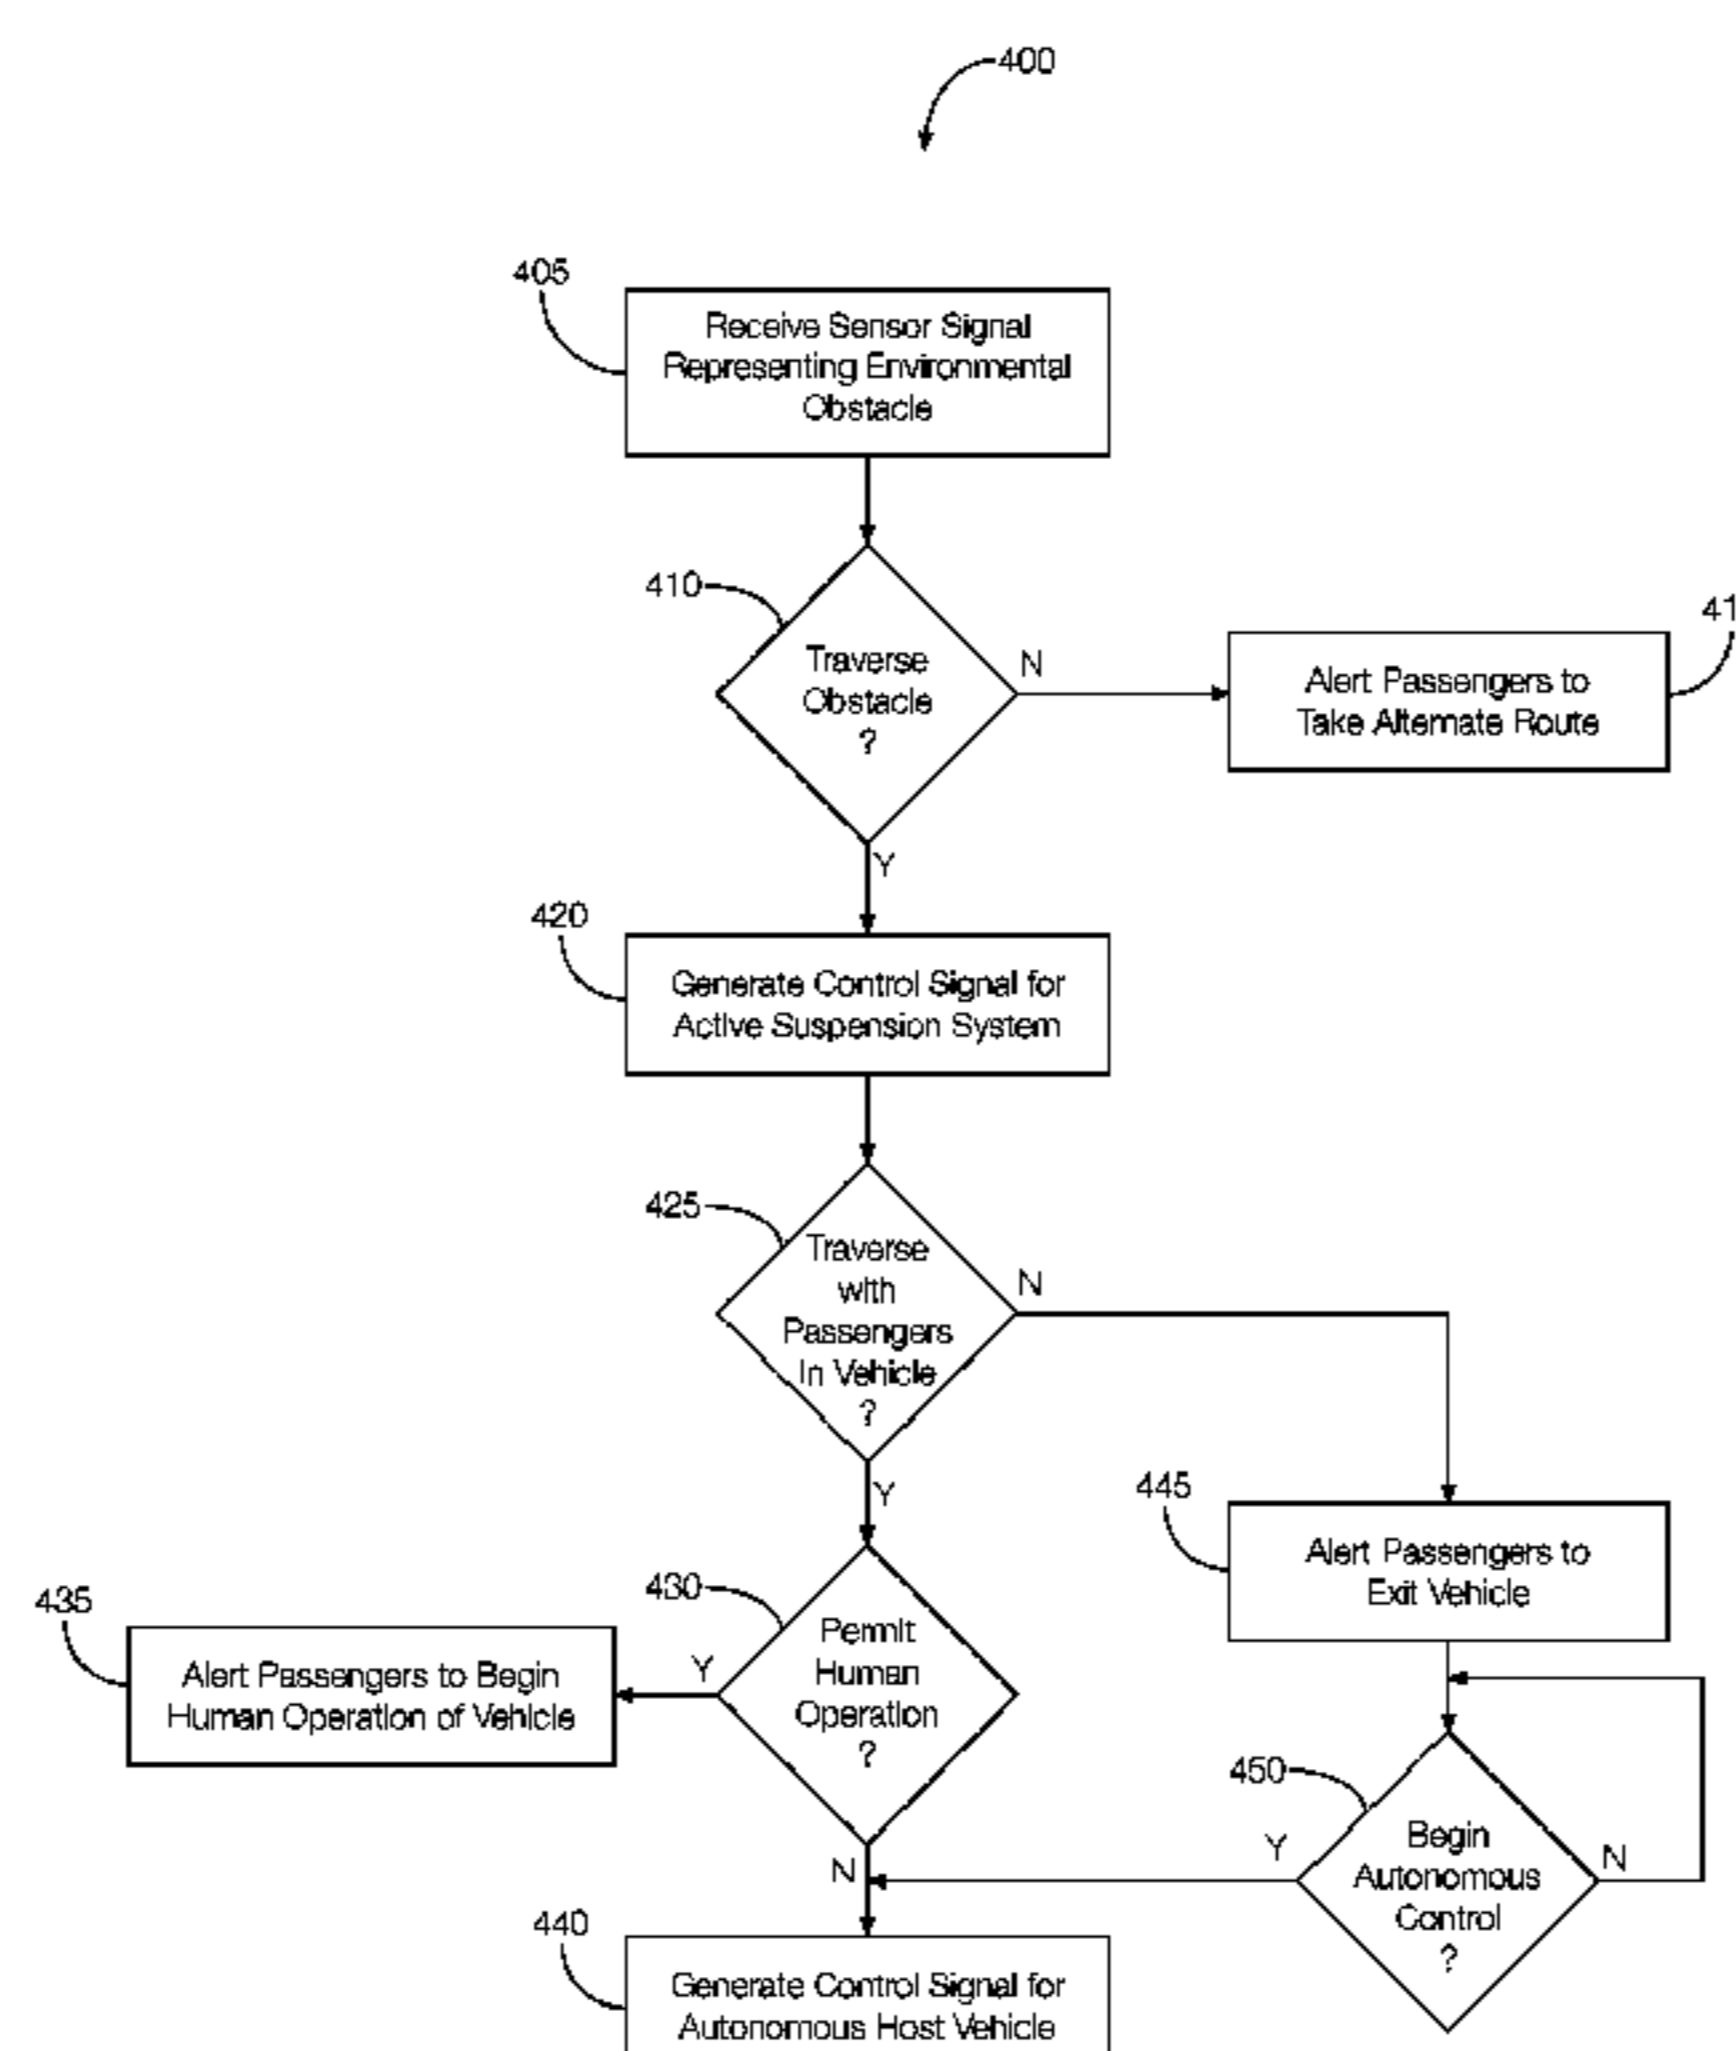 400
405
Receive Sensor Signal
Representing Environmental
Obstacle
410
Traverse
Obstacle
?
N
41
Alert Passengers to
Take Alternate Route
Y
420
Generate Control Signal for
Active Suspension System
425
Traverse
with
Passengers
In Vehicle
?
N
Y
445
Alert Passengers to
Exit Vehicle
430
Permit
Human
Operation
?
Y
435
Alert Passengers to Begin
Human Operation of Vehicle
N
450
Begin
Autonomous
Control
?
Y
N
440
Generate Control Signal for
Autonomous Host Vehicle